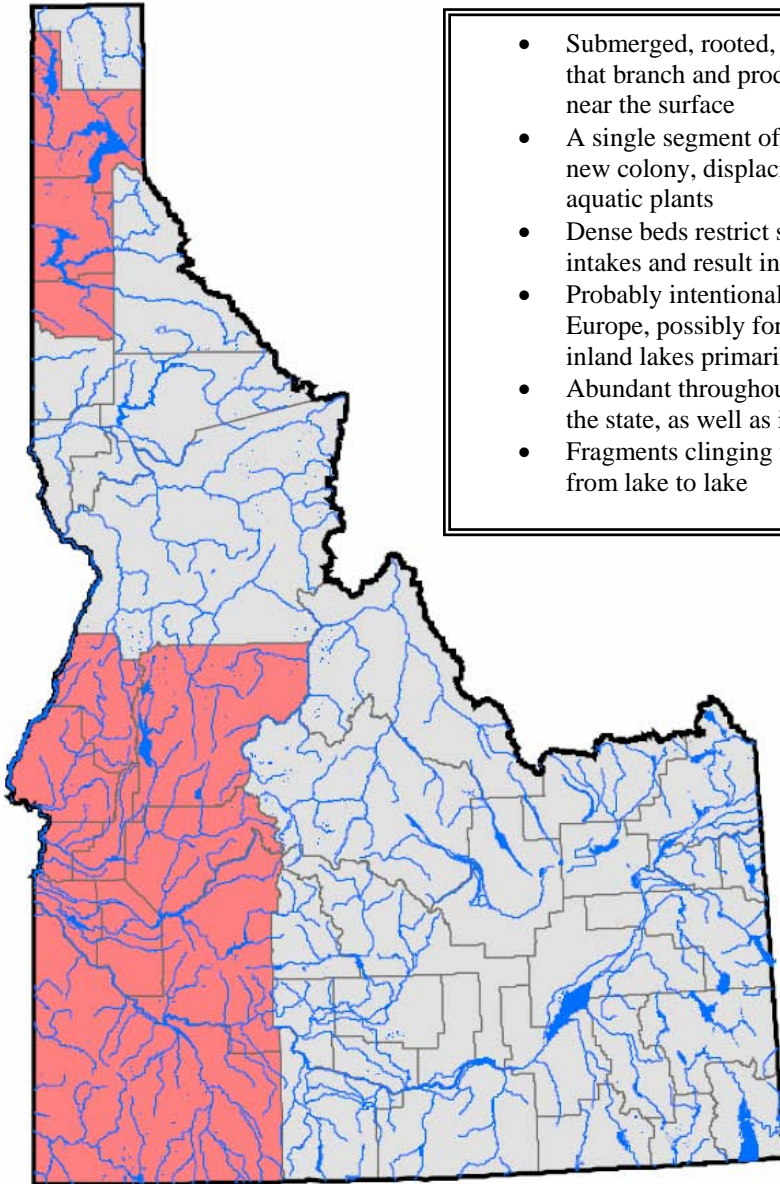 • Submerged, rooted,
that branch and prod
near the surface
• A single segment of
new colony, displaci
aquatic plants
• Dense beds restrict s
intakes and result in
• Probably intentional
Europe, possibly for
inland lakes primari
• Abundant throughou
the state, as well as i
• Fragments clinging
from lake to lake